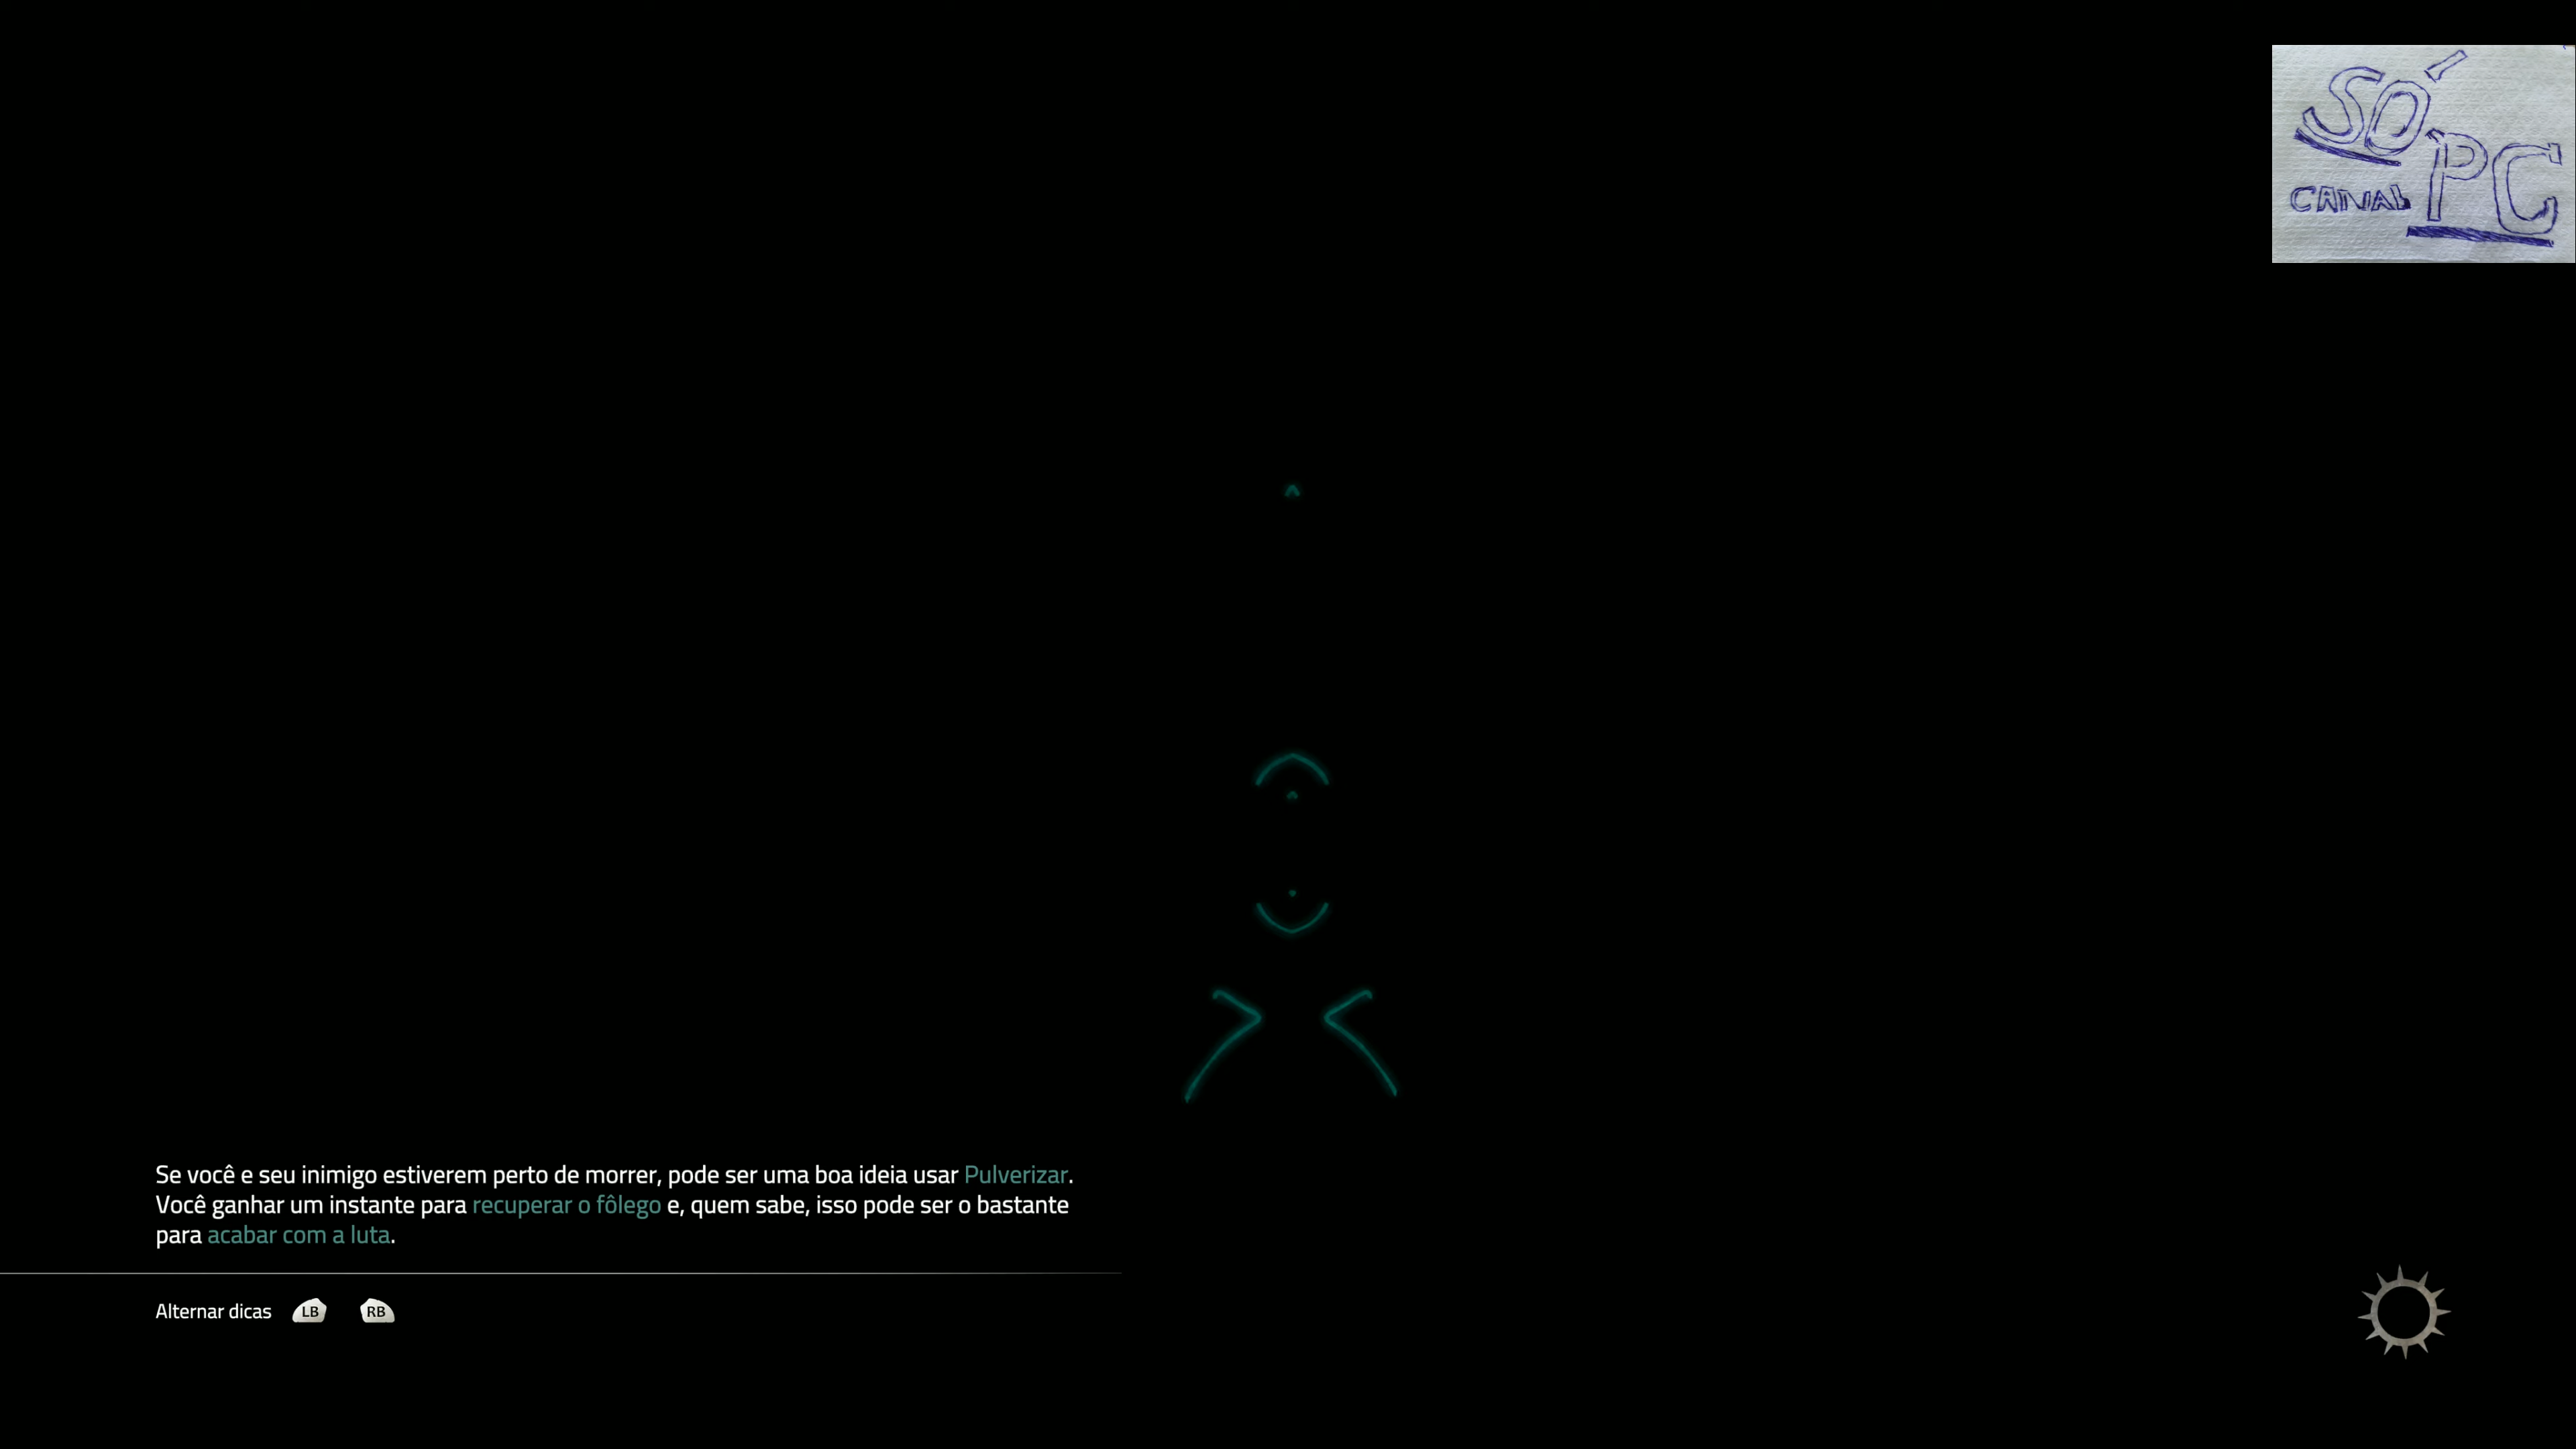 SÓ
PC
CANAL
Se você e seu inimigo estiverem perto de morrer, pode ser uma boa ideia usar Pulverizar.
Você ganhar um instante para recuperar o fôlego e, quem sabe, isso pode ser o bastante
para acabar com a luta.
Alternar dicas LB RB